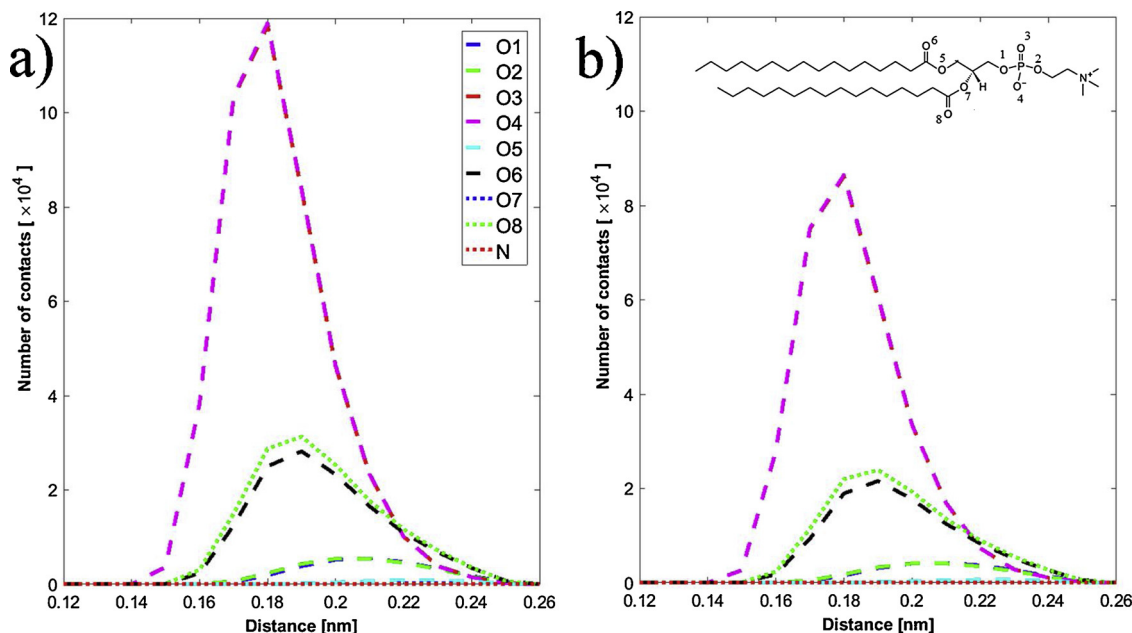 a)
12
10
8
6
4
2
0
Number of contacts [ ×10⁴ ]
0.12 0.14 0.16 0.18 0.2 0.22 0.24 0.26
Distance [nm]
O1
O2
O3
O4
O5
O6
O7
O8
N
b)
12
10
8
6
4
2
0
Number of contacts [ ×10⁴ ]
0.12 0.14 0.16 0.18 0.2 0.22 0.24 0.26
Distance [nm]
6 3
O O
5 1 2
O O P O
O H O⁻ N⁺
7 4
O
8